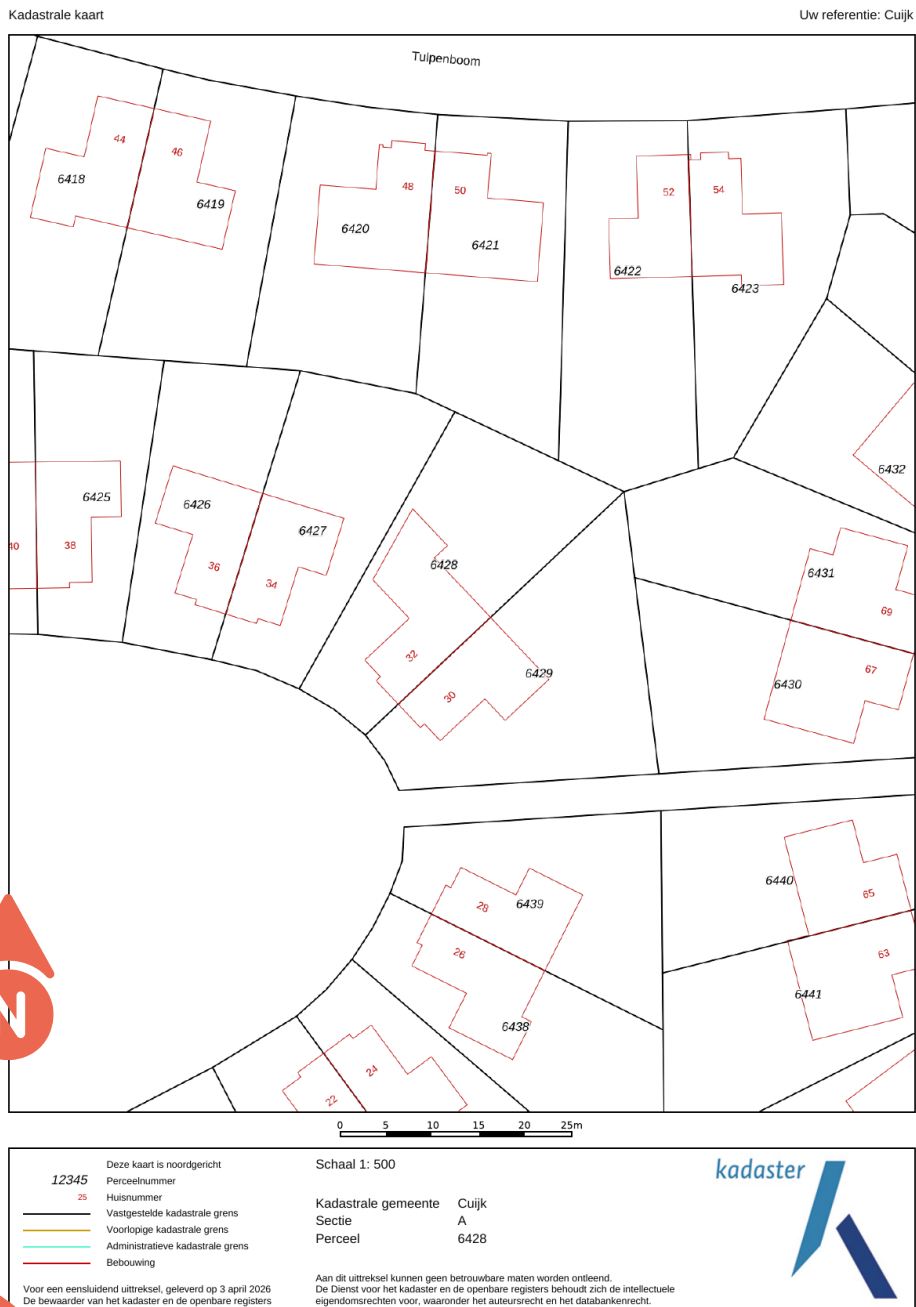 Kadastrale kaart
Uw referentie: Cuijk
Tulpenboom
44
46
6418
6419
48
50
6420
6421
52
54
6422
6423
6432
6425
6426
6427
40
38
36
34
6428
6431
69
32
30
6429
6430
67
28
6439
26
6438
6440
65
63
6441
24
22
N
0 5 10 15 20 25m
Deze kaart is noordgericht
12345 Perceelnummer
25 Huisnummer
Vastgestelde kadastrale grens
Voorlopige kadastrale grens
Administratieve kadastrale grens
Bebouwing
Voor een eensluidend uittreksel, geleverd op 3 april 2026
De bewaarder van het kadaster en de openbare registers
Schaal 1: 500
Kadastrale gemeente Cuijk
Sectie A
Perceel 6428
Aan dit uittreksel kunnen geen betrouwbare maten worden ontleend.
De Dienst voor het kadaster en de openbare registers behoudt zich de intellectuele
eigendomsrechten voor, waaronder het auteursrecht en het databankenrecht.
kadaster